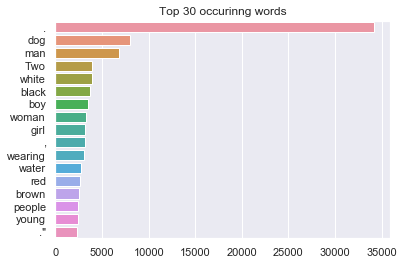 Top 30 occurinng words
.
dog
man
Two
white
black
boy
woman
girl
,
wearing
water
red
brown
people
young
."
0 5000 10000 15000 20000 25000 30000 35000